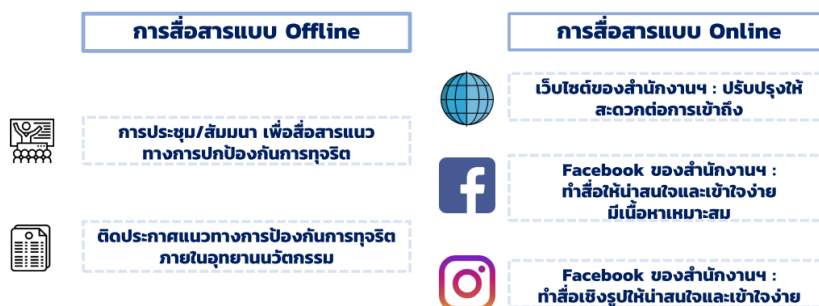 การสื่อสารแบบ Offline
การประชุม/สัมมนา เพื่อสื่อสารแนว
ทางการปกป้องกันการทุจริต
ติดประกาศแนวทางการป้องกันการทุจริต
ภายในอุทยานนวัตกรรม
การสื่อสารแบบ Online
เว็บไซต์ของสำนักงานฯ : ปรับปรุงให้
สะดวกต่อการเข้าถึง
Facebook ของสำนักงานฯ :
ทำสื่อให้น่าสนใจและเข้าใจง่าย
มีเนื้อหาเหมาะสม
Facebook ของสำนักงานฯ :
ทำสื่อเชิงรูปให้น่าสนใจและเข้าใจง่าย